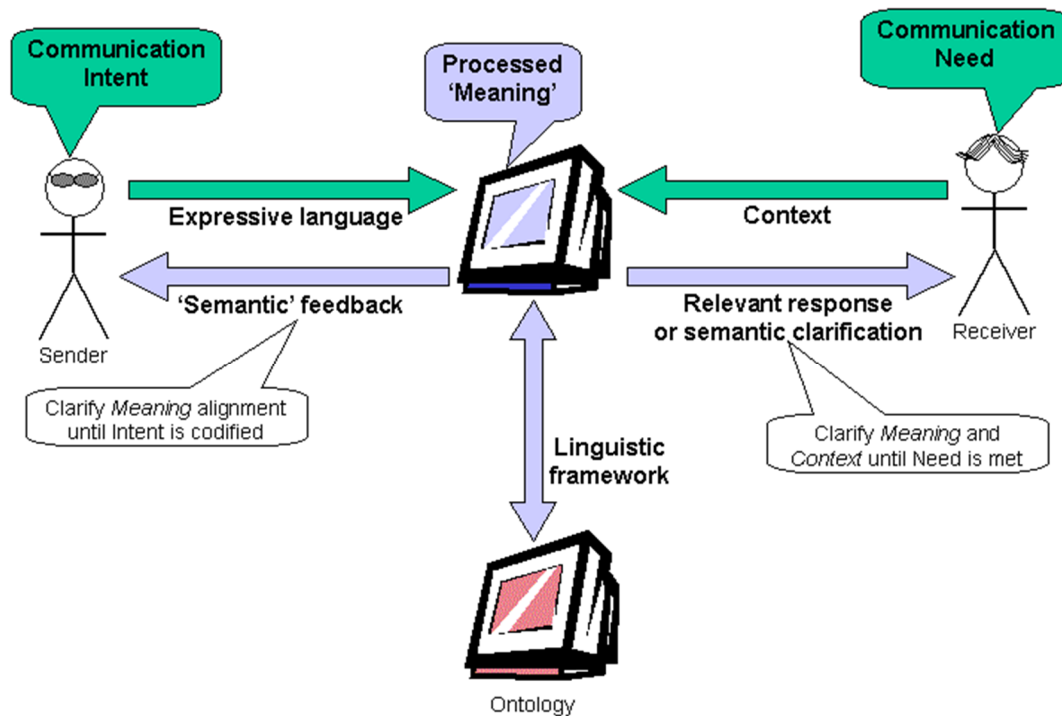 Communication
Intent
Processed
‘Meaning’
Communication
Need
Expressive language
Context
‘Semantic’ feedback
Relevant response
or semantic clarification
Sender
Receiver
Clarify Meaning alignment
until Intent is codified
Clarify Meaning and
Context until Need is met
Linguistic
framework
Ontology